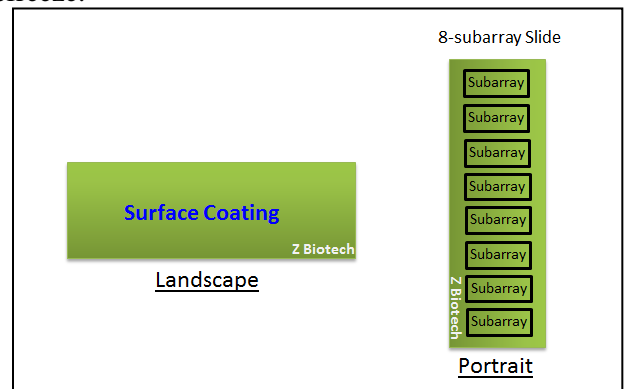 8-subarray Slide
Subarray
Subarray
Subarray
Subarray
Subarray
Subarray
Subarray
Subarray
Z Biotech
Portrait
Surface Coating
Z Biotech
Landscape